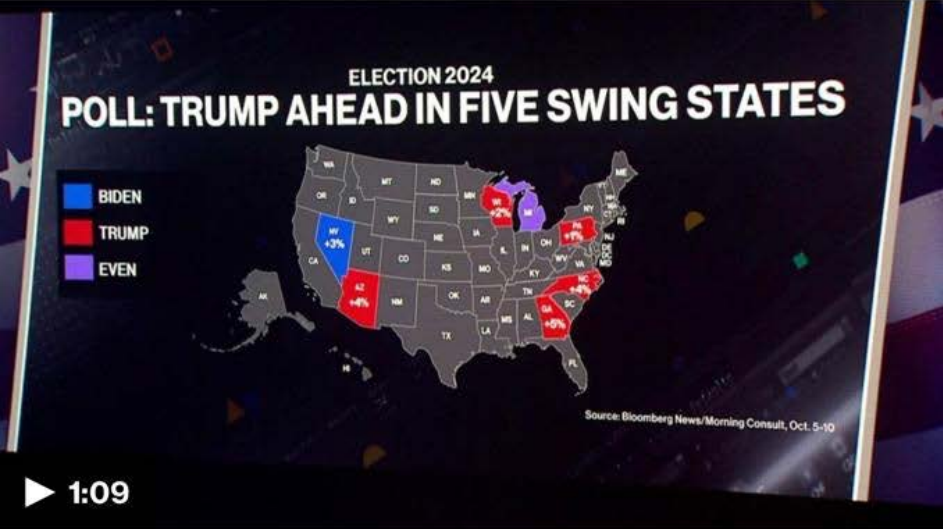 ELECTION 2024
POLL: TRUMP AHEAD IN FIVE SWING STATES
BIDEN
TRUMP
EVEN
WA
MT
ND
MN
ME
OR
ID
WY
SD
WI
+2%
MI
NY
NH
CT
RI
NV
+3%
UT
CO
NE
IA
IL
IN
OH
PA
+1%
NJ
DE
DC
MD
CA
KS
MO
KY
WV
VA
AZ
+4%
NM
OK
AR
TN
NC
+4%
SC
TX
LA
MS
AL
GA
+5%
FL
AK
HI
Source: Bloomberg News/Morning Consult, Oct. 5-10
1:09